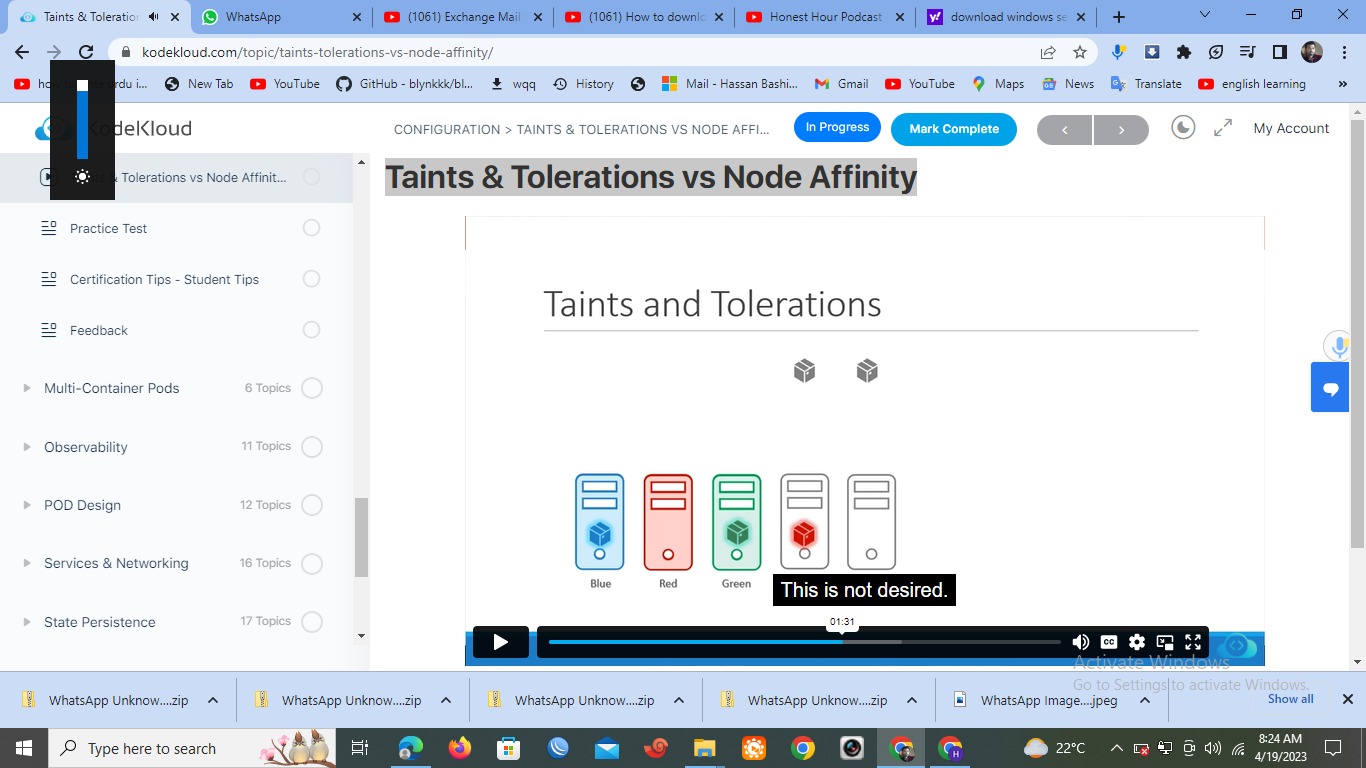 Taints & Toleration
WhatsApp
(1061) Exchange Mail
(1061) How to downlo
Honest Hour Podcast
download windows se
kodekloud.com/topic/taints-tolerations-vs-node-affinity/
urdu i...
New Tab
YouTube
GitHub - blynkkk/bl...
wqq
History
Mail - Hassan Bashi...
Gmail
YouTube
Maps
News
Translate
english learning
»
KodeKloud
CONFIGURATION > TAINTS & TOLERATIONS VS NODE AFFI...
In Progress
Mark Complete
My Account
& Tolerations vs Node Affinit...
Practice Test
Certification Tips - Student Tips
Feedback
Multi-Container Pods 6 Topics
Observability 11 Topics
POD Design 12 Topics
Services & Networking 16 Topics
State Persistence 17 Topics
Taints & Tolerations vs Node Affinity
Taints and Tolerations
Blue Red Green
This is not desired.
01:31
CC
Activate Windows
Go to Settings to activate Windows.
WhatsApp Unknow....zip
WhatsApp Unknow....zip
WhatsApp Unknow....zip
WhatsApp Unknow....zip
WhatsApp Image....jpeg
Show all
Type here to search
22°C
8:24 AM
4/19/2023